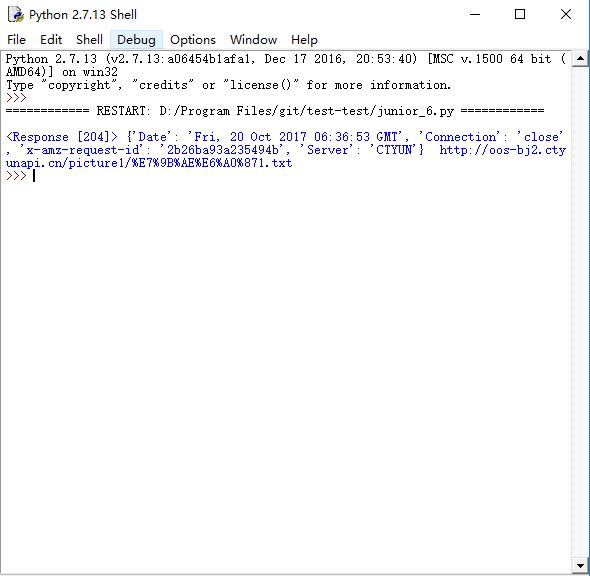 Python 2.7.13 Shell
File Edit Shell Debug Options Window Help
Python 2.7.13 (v2.7.13:a06454b1afa1, Dec 17 2016, 20:53:40) [MSC v.1500 64 bit (
AMD64)] on win32
Type "copyright", "credits" or "license()" for more information.
>>>
============ RESTART: D:/Program Files/git/test-test/junior_6.py ============
<Response [204]> {'Date': 'Fri, 20 Oct 2017 06:36:53 GMT', 'Connection': 'close'
, 'x-amz-request-id': '2b26ba93a235494b', 'Server': 'CTYUN'}  http://oos-bj2.cty
unapi.cn/picture1/%E7%9B%AE%E6%A0%871.txt
>>>